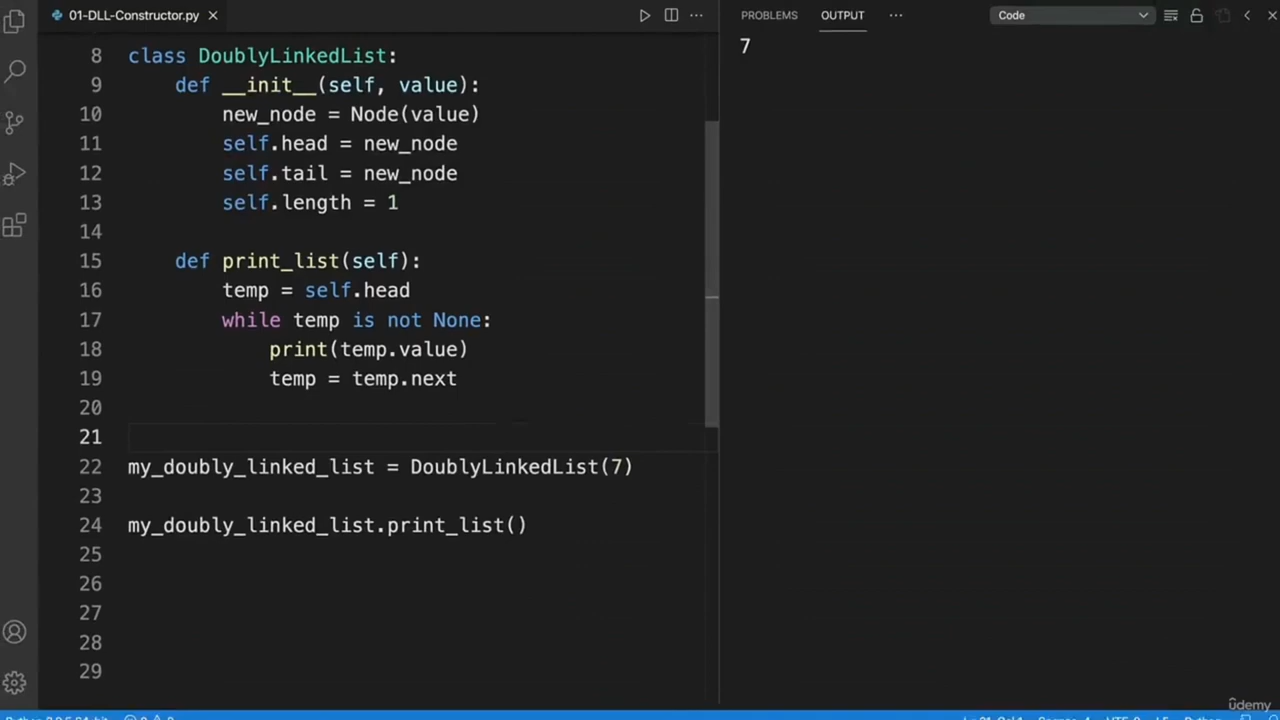 01-DLL-Constructor.py
PROBLEMS OUTPUT
Code
8 class DoublyLinkedList:
9 def __init__(self, value):
10 new_node = Node(value)
11 self.head = new_node
12 self.tail = new_node
13 self.length = 1
14
15 def print_list(self):
16 temp = self.head
17 while temp is not None:
18 print(temp.value)
19 temp = temp.next
20
21
22 my_doubly_linked_list = DoublyLinkedList(7)
23
24 my_doubly_linked_list.print_list()
25
26
27
28
29
7
ûdemy